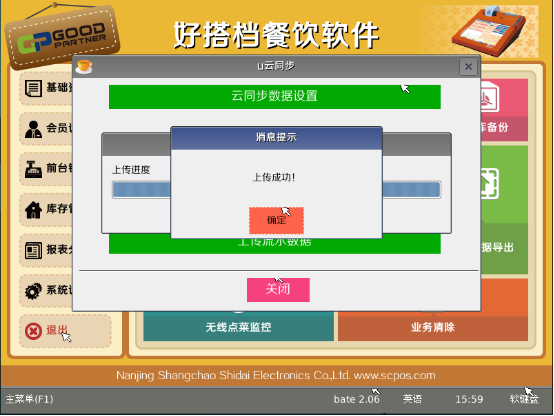 GOOD
PARTNER
好搭档餐饮软件
U云同步
云同步数据设置
消息提示
上传进度
上传成功!
确定
上传流水数据
关闭
基础
会员
前台
库存
报表
系统
退出
库备份
据导出
无线点菜监控
业务清除
Nanjing Shangchao Shidai Electronics Co.,Ltd. www.scpos.com
主菜单(F1)
bate 2.06
英语
15:59
软键盘